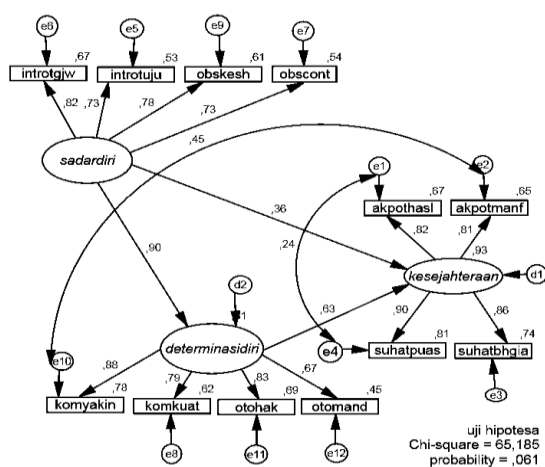 e6 e5 e9 e7
,67 ,53 ,61 ,54
introtgjw introtuju obskesh obscont
,82 ,73 ,78 ,73
,45
sadardiri
e1 e2
,67 ,65
akpothasl akpotmanf
,36
,82 ,81
,24 ,93
,90
kesejahteraan d1
d2
1
,63
,90 ,86
determinasidiri
e4 ,81 ,74
suhatpuas suhatbhgia
e10
,88 ,79 ,83 ,67
e3
,78 ,62 ,69 ,45
komyakin komkuat otohak otomand
e8 e11 e12
uji hipotesa
Chi-square = 65,185
probability = ,061